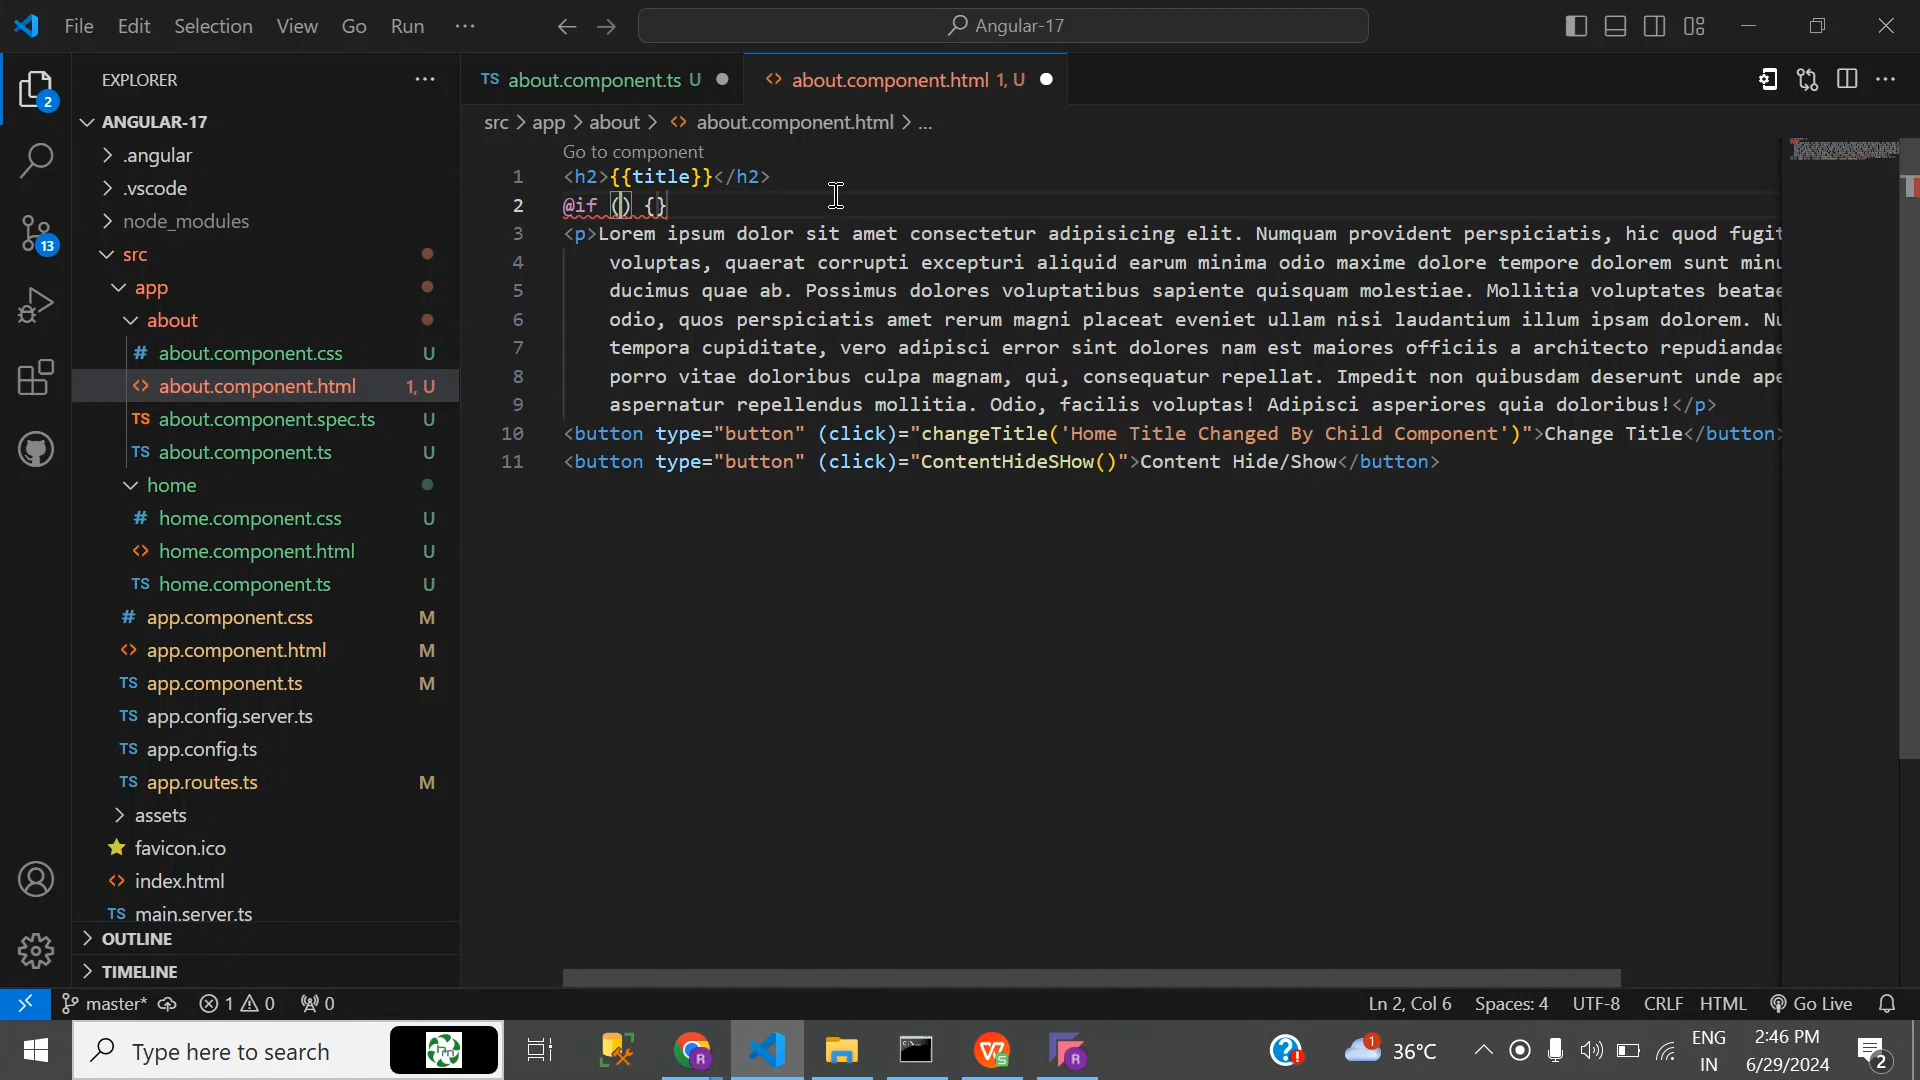 File Edit Selection View Go Run ···
Angular-17
EXPLORER ···
ANGULAR-17
.angular
.vscode
node_modules
src
app
about
# about.component.css U
<> about.component.html 1, U
TS about.component.spec.ts U
TS about.component.ts U
home
# home.component.css U
<> home.component.html U
TS home.component.ts U
# app.component.css M
<> app.component.html M
TS app.component.ts M
TS app.config.server.ts
TS app.config.ts
TS app.routes.ts M
assets
favicon.ico
<> index.html
TS main.server.ts
OUTLINE
TIMELINE
2
13
TS about.component.ts U
<> about.component.html 1, U
src > app > about > <> about.component.html > ...
Go to component
1 <h2>{{title}}</h2>
2 @if () {}
3 <p>Lorem ipsum dolor sit amet consectetur adipisicing elit. Numquam provident perspiciatis, hic quod fugit
4 voluptas, quaerat corrupti excepturi aliquid earum minima odio maxime dolore tempore dolorem sunt minu
5 ducimus quae ab. Possimus dolores voluptatibus sapiente quisquam molestiae. Mollitia voluptates beatae
6 odio, quos perspiciatis amet rerum magni placeat eveniet ullam nisi laudantium illum ipsam dolorem. Nu
7 tempora cupiditate, vero adipisci error sint dolores nam est maiores officiis a architecto repudiandae
8 porro vitae doloribus culpa magnam, qui, consequatur repellat. Impedit non quibusdam deserunt unde ape
9 aspernatur repellendus mollitia. Odio, facilis voluptas! Adipisci asperiores quia doloribus!</p>
10 <button type="button" (click)="changeTitle('Home Title Changed By Child Component')">Change Title</button>
11 <button type="button" (click)="ContentHideSHow()">Content Hide/Show</button>
master* 1 0 0
Ln 2, Col 6 Spaces: 4 UTF-8 CRLF HTML Go Live
Type here to search
1 36°C
ENG
IN
2:46 PM
6/29/2024
2